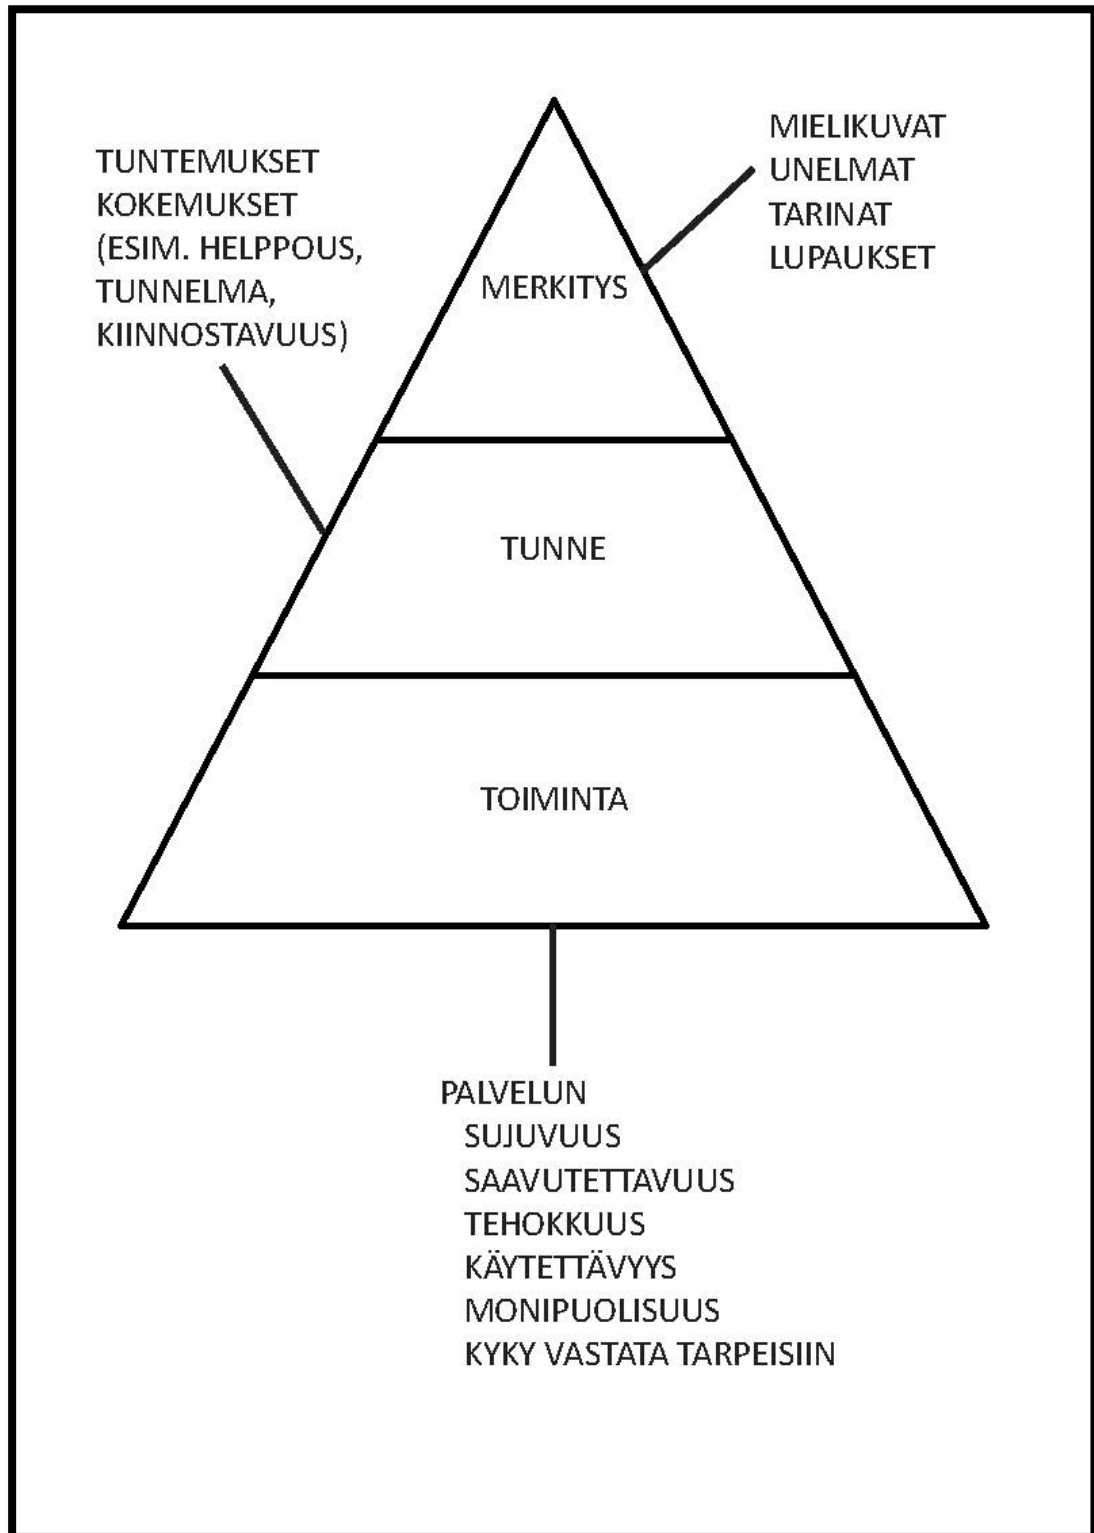 TUNTEMUKSET
KOKEMUKSET
(ESIM. HELPPOUS,
TUNNELMA,
KIINNOSTAVUUS)
MIELIKUVAT
UNELMAT
TARINAT
LUPAUKSET
MERKITYS
TUNNE
TOIMINTA
PALVELUN
SUJUVUUS
SAAVUTETTAVUUS
TEHOKKUUS
KÄYTETTÄVYYS
MONIPUOLISUUS
KYKY VASTATA TARPEISIIN